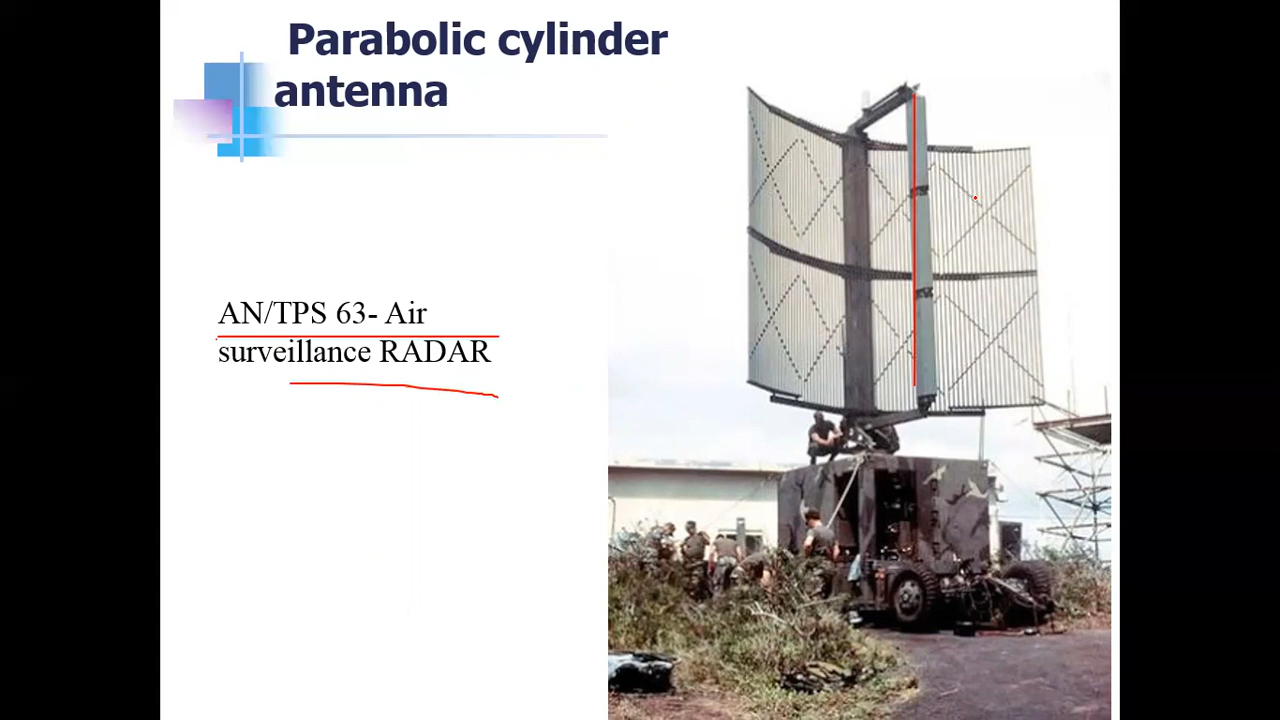 Parabolic cylinder
antenna
AN/TPS 63- Air
surveillance RADAR